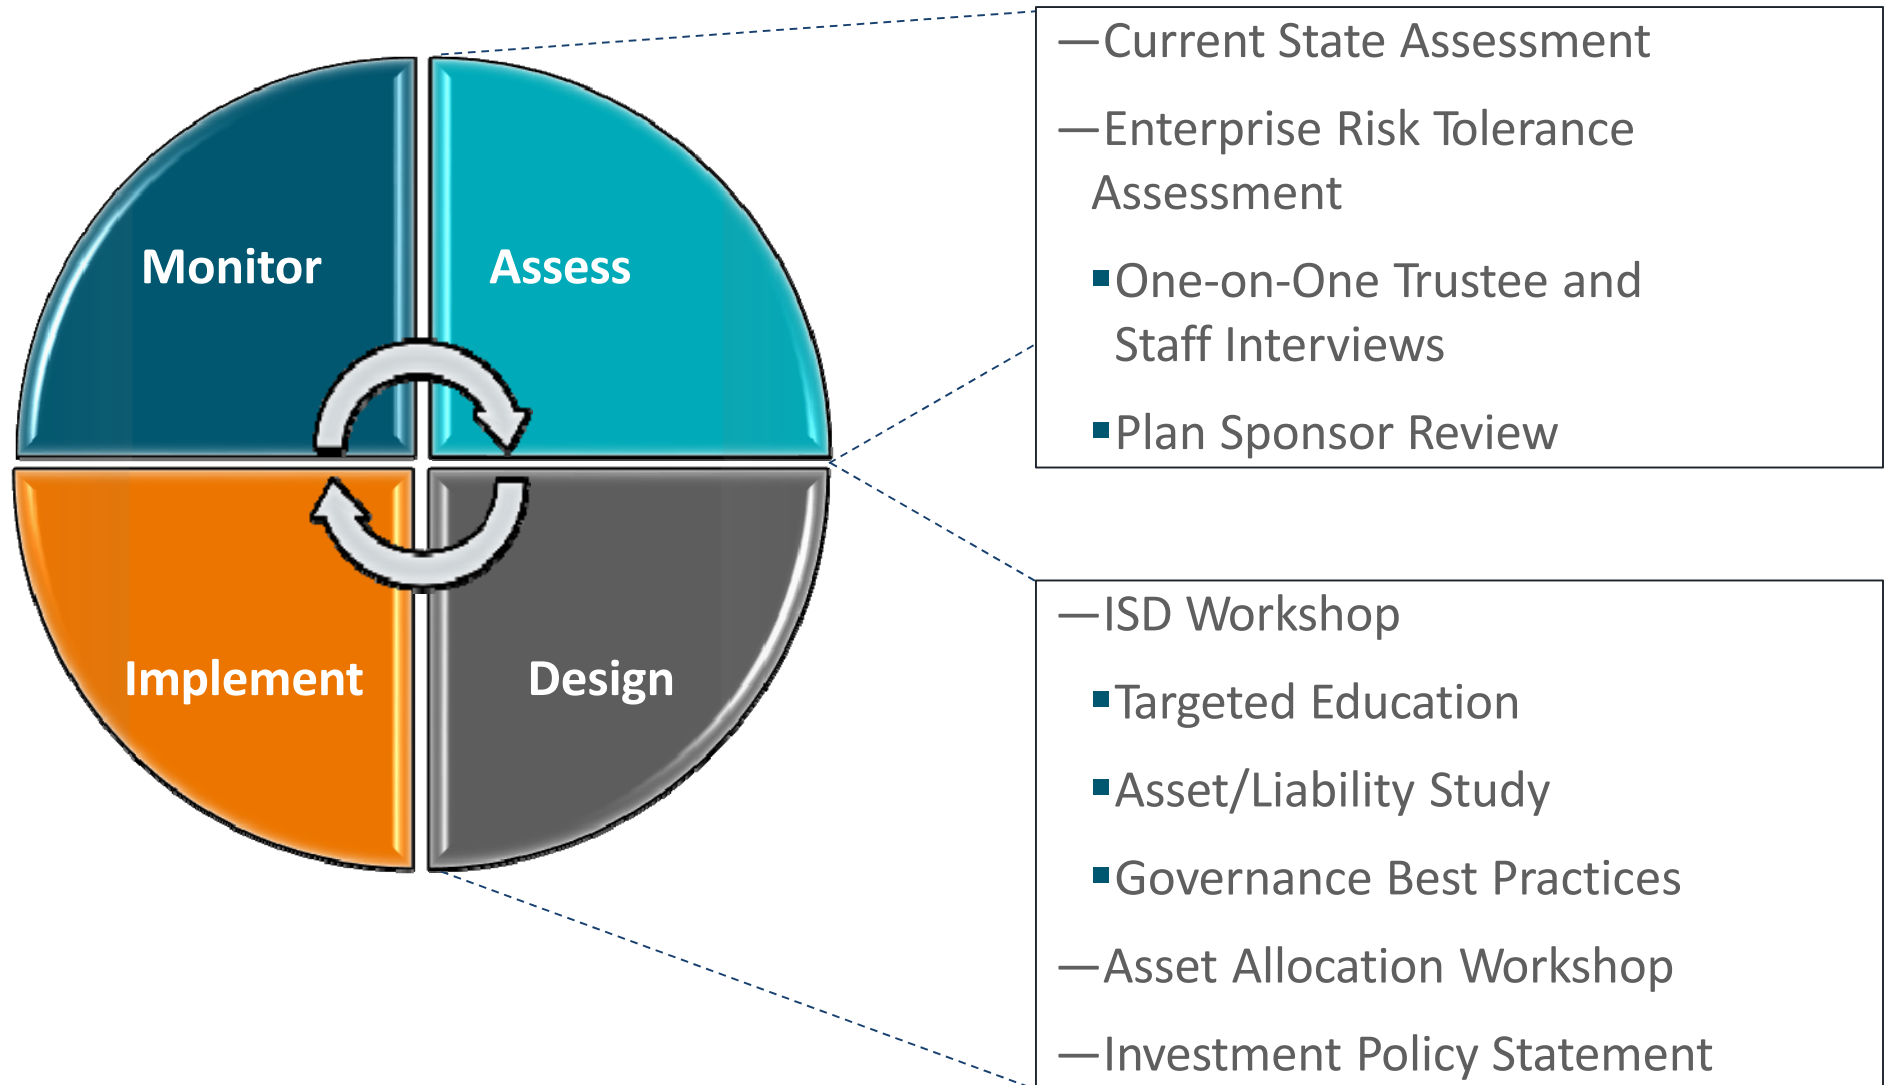 Monitor
Assess
Implement
Design
—Current State Assessment
—Enterprise Risk Tolerance
Assessment
▪One-on-One Trustee and
Staff Interviews
▪Plan Sponsor Review
—ISD Workshop
▪Targeted Education
▪Asset/Liability Study
▪Governance Best Practices
—Asset Allocation Workshop
—Investment Policy Statement